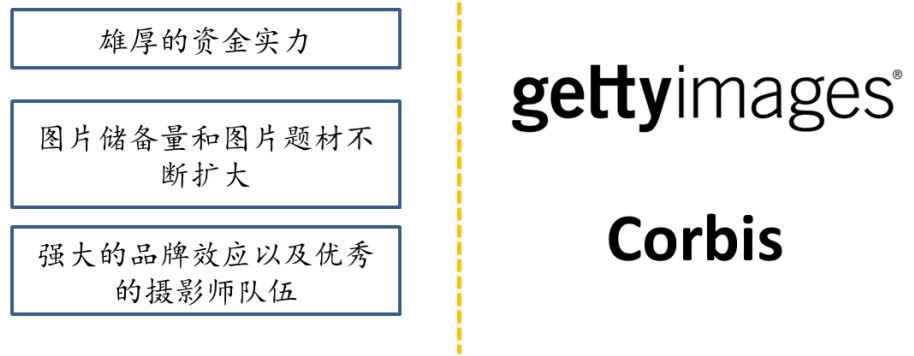 雄厚的资金实力
图片储备量和图片题材不
断扩大
强大的品牌效应以及优秀
的摄影师队伍
gettyimages®
Corbis